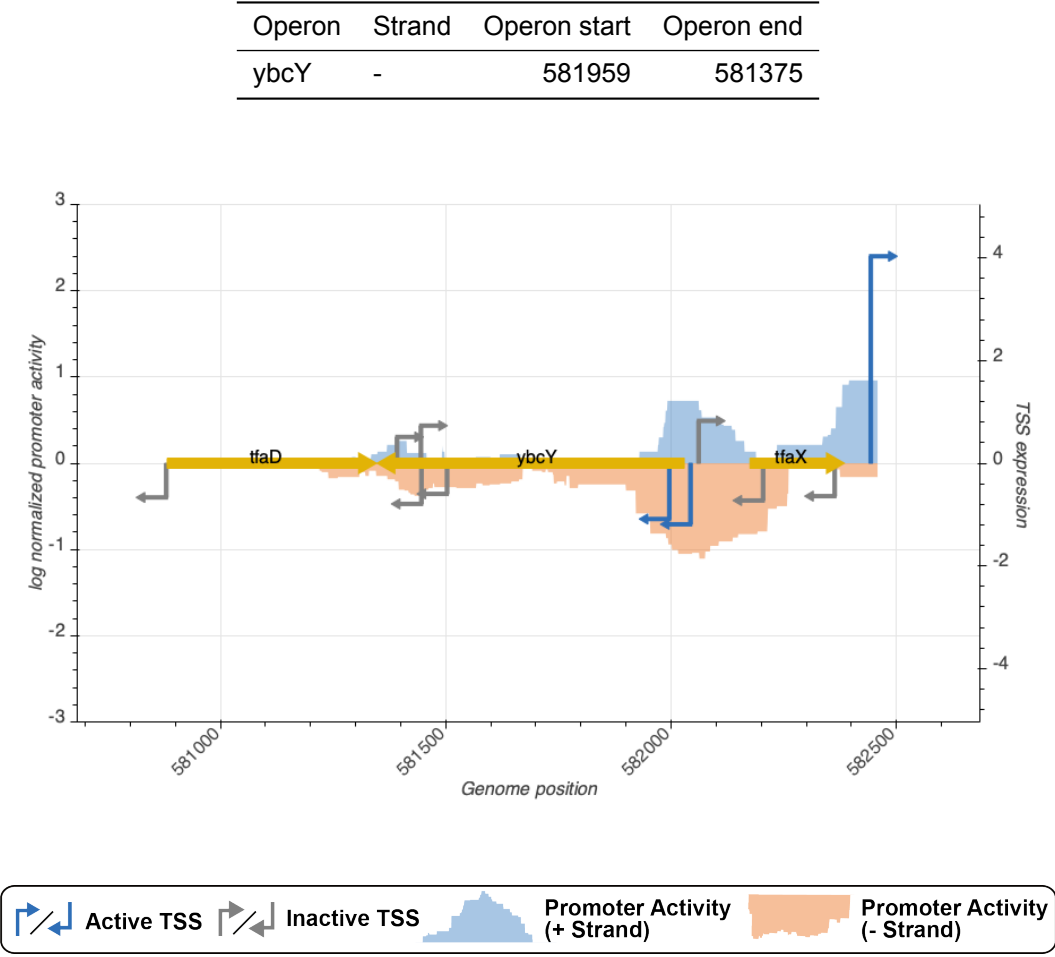 Operon Strand Operon start Operon end
ybcY - 581959 581375
3
2
1
0
-1
-2
-3
log normalized promoter activity
4
2
0
-2
-4
TSS expression
tfaD
ybcY
tfaX
581000
581500
582000
582500
Genome position
Active TSS
Inactive TSS
Promoter Activity
(+ Strand)
Promoter Activity
(- Strand)